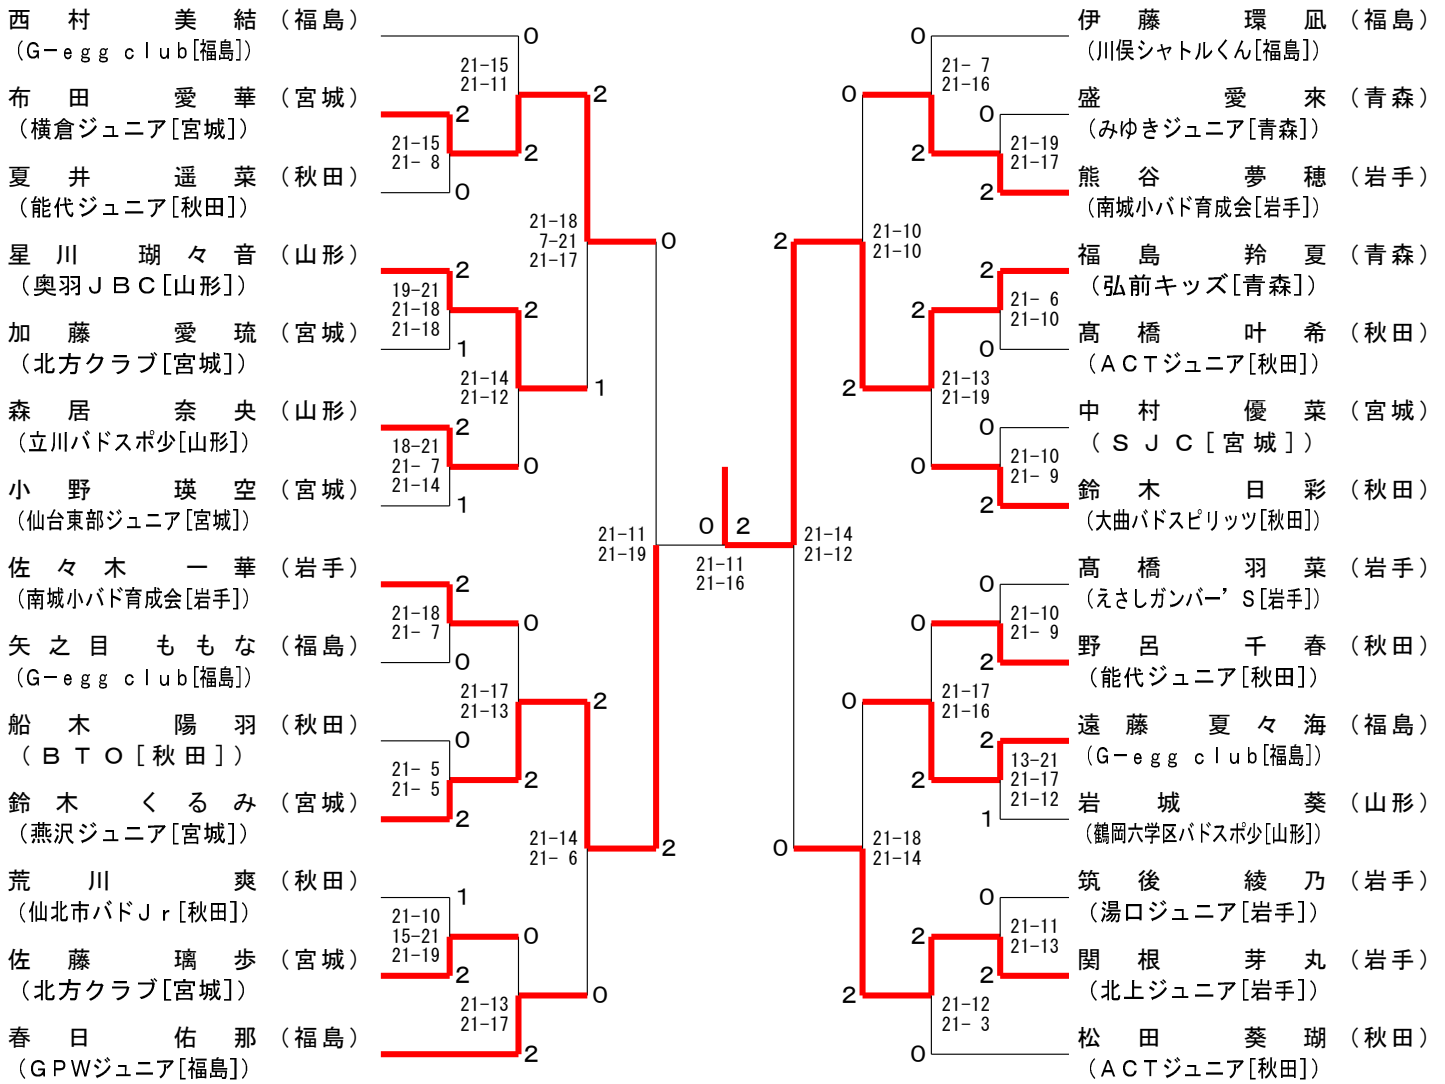 西村 美結 (福島)
(G-egg club[福島])
布田 愛華 (宮城)
(横倉ジュニア[宮城])
夏井 遥菜 (秋田)
(能代ジュニア[秋田])
星川 瑚々音 (山形)
(奥羽JBC[山形])
加藤 愛琉 (宮城)
(北方クラブ[宮城])
森居 奈央 (山形)
(立川バドスポ少[山形])
小野 瑛空 (宮城)
(仙台東部ジュニア[宮城])
佐々木 一華 (岩手)
(南城小バド育成会[岩手])
矢之目 ももな (福島)
(G-egg club[福島])
船木 陽羽 (秋田)
(BTO[秋田])
鈴木 くるみ (宮城)
(燕沢ジュニア[宮城])
荒川 爽 (秋田)
(仙北市バドJr[秋田])
佐藤 璃歩 (宮城)
(北方クラブ[宮城])
春日 佑那 (福島)
(GPWジュニア[福島])
0
21-15
21-11
2
2
21-15
21- 8
2
0
21-18
7-21
21-17
0
2
19-21
21-18
21-18
2
1
21-14
21-12
1
2
18-21
21- 7
21-14
0
1
21-11
21-19
2
21-18
21- 7
0
0
21-17
21-13
2
0
21- 5
21- 5
2
2
21-14
21- 6
2
1
21-10
15-21
21-19
0
2
21-13
21-17
0
2
0 2
21-11
21-16
0
21- 7
21-16
0
0
21-19
21-17
2
2
2
21-10
21-10
2
21- 6
21-10
2
0
2
21-13
21-19
0
21-10
21- 9
0
2
21-14
21-12
0
21-10
21- 9
0
2
0
21-17
21-16
2
13-21
21-17
21-12
2
1
0
21-18
21-14
0
21-11
21-13
2
2
2
21-12
21- 3
0
伊藤 環凪 (福島)
(川俣シャトルくん[福島])
盛 愛來 (青森)
(みゆきジュニア[青森])
熊谷 夢穂 (岩手)
(南城小バド育成会[岩手])
福島 羚夏 (青森)
(弘前キッズ[青森])
髙橋 叶希 (秋田)
(ACTジュニア[秋田])
中村 優菜 (宮城)
(SJC[宮城])
鈴木 日彩 (秋田)
(大曲バドスピリッツ[秋田])
髙橋 羽菜 (岩手)
(えさしガンバー’S[岩手])
野呂 千春 (秋田)
(能代ジュニア[秋田])
遠藤 夏々海 (福島)
(G-egg club[福島])
岩城 葵 (山形)
(鶴岡六学区バドスポ少[山形])
筑後 綾乃 (岩手)
(湯口ジュニア[岩手])
関根 芽丸 (岩手)
(北上ジュニア[岩手])
松田 葵瑚 (秋田)
(ACTジュニア[秋田])